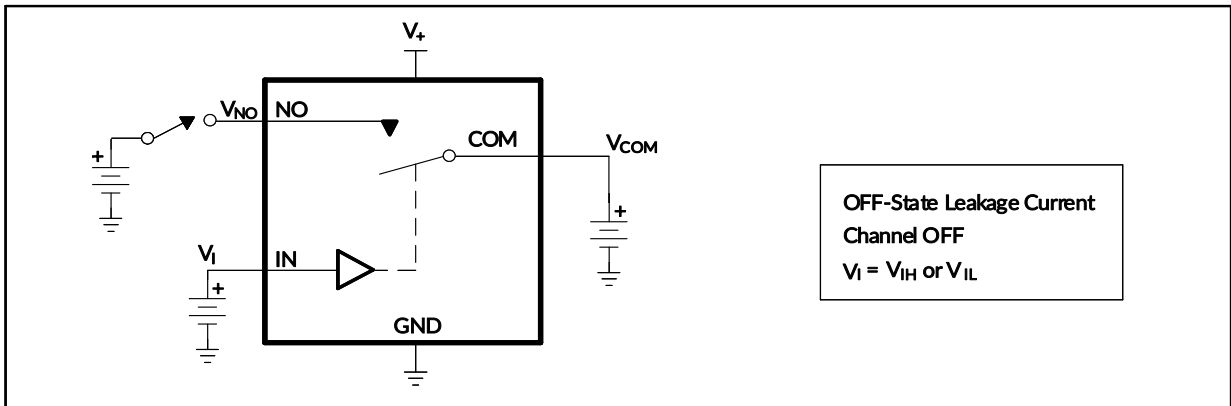 V+
VNO NO
+
COM
VCOM
+
VI
IN
+
GND
OFF-State Leakage Current
Channel OFF
VI = VIH or VIL